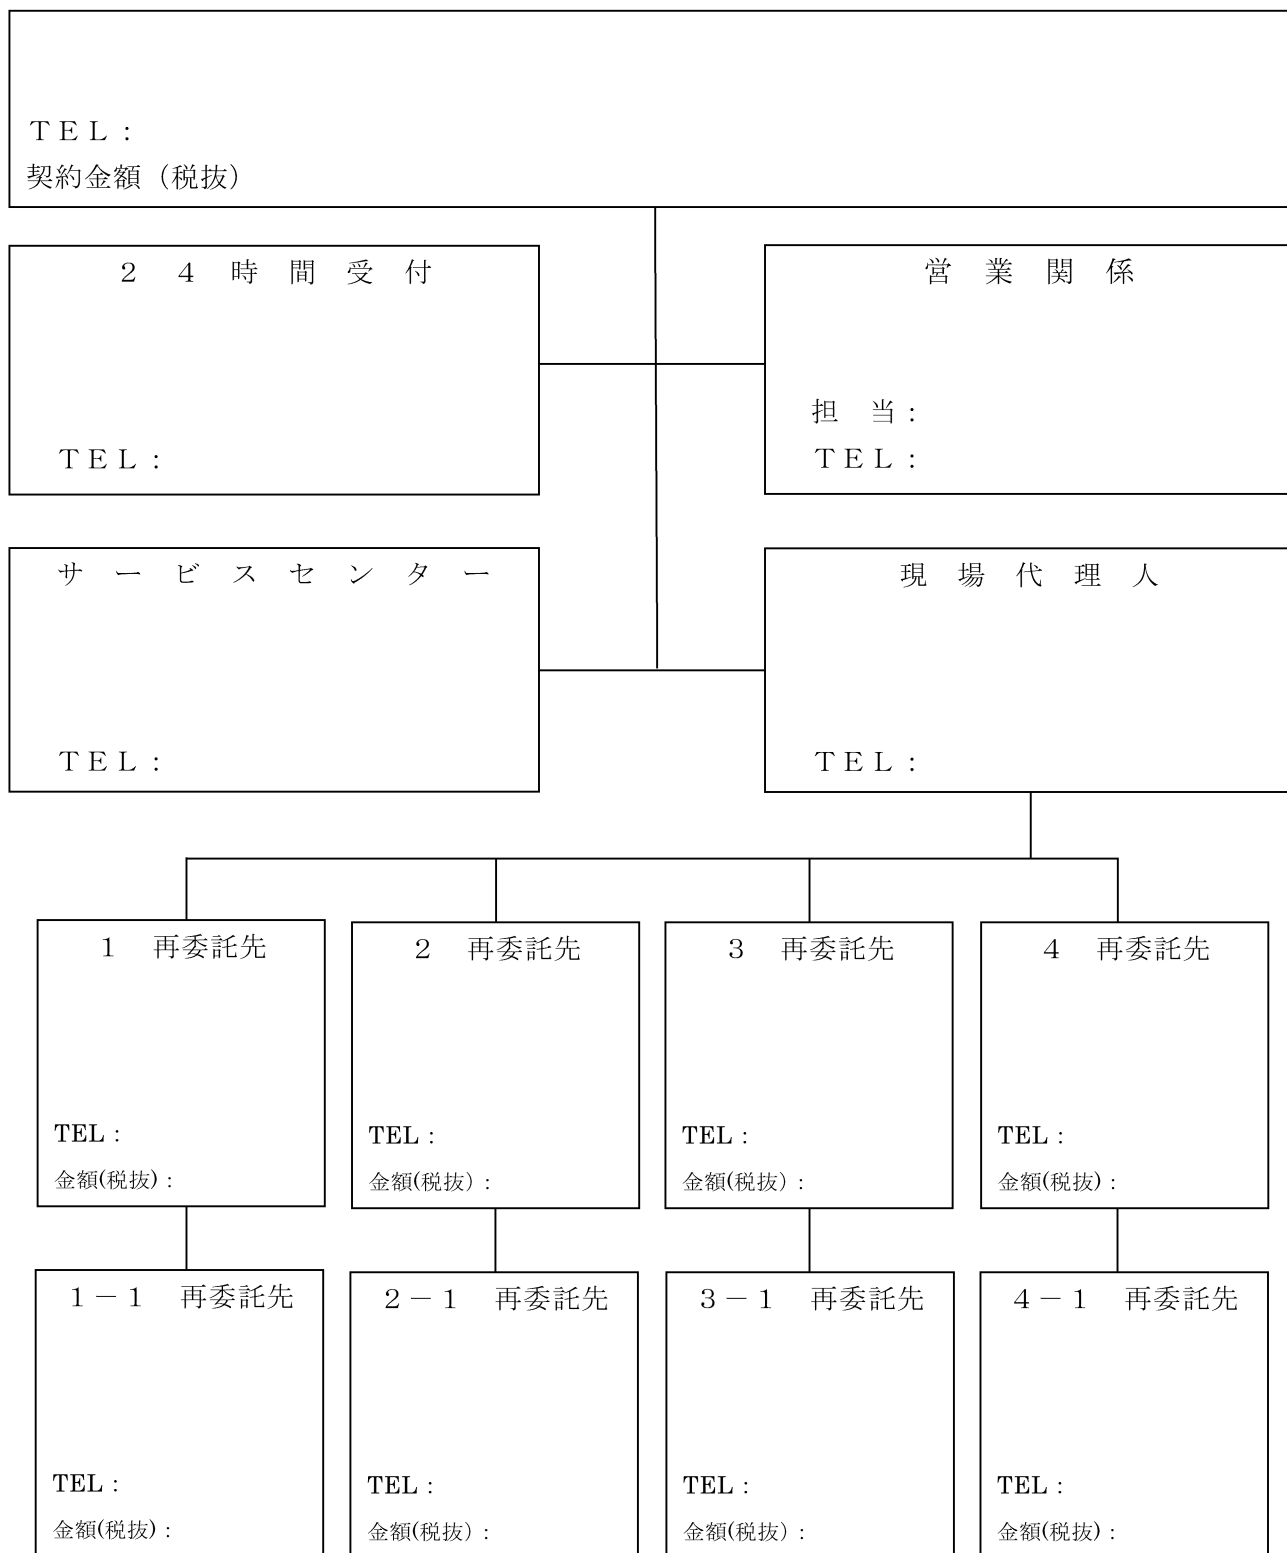 ＴＥＬ：
契約金額（税抜）
２　４　時　間　受　付
ＴＥＬ：
営　業　関　係
担　当：
ＴＥＬ：
サ　ー　ビ　ス　セ　ン　タ　ー
ＴＥＬ：
現　場　代　理　人
ＴＥＬ：
１　再委託先
TEL：
金額(税抜)：
２　再委託先
TEL：
金額(税抜)：
３　再委託先
TEL：
金額(税抜)：
４　再委託先
TEL：
金額(税抜)：
１－１　再委託先
TEL：
金額(税抜)：
２－１　再委託先
TEL：
金額(税抜)：
３－１　再委託先
TEL：
金額(税抜)：
４－１　再委託先
TEL：
金額(税抜)：